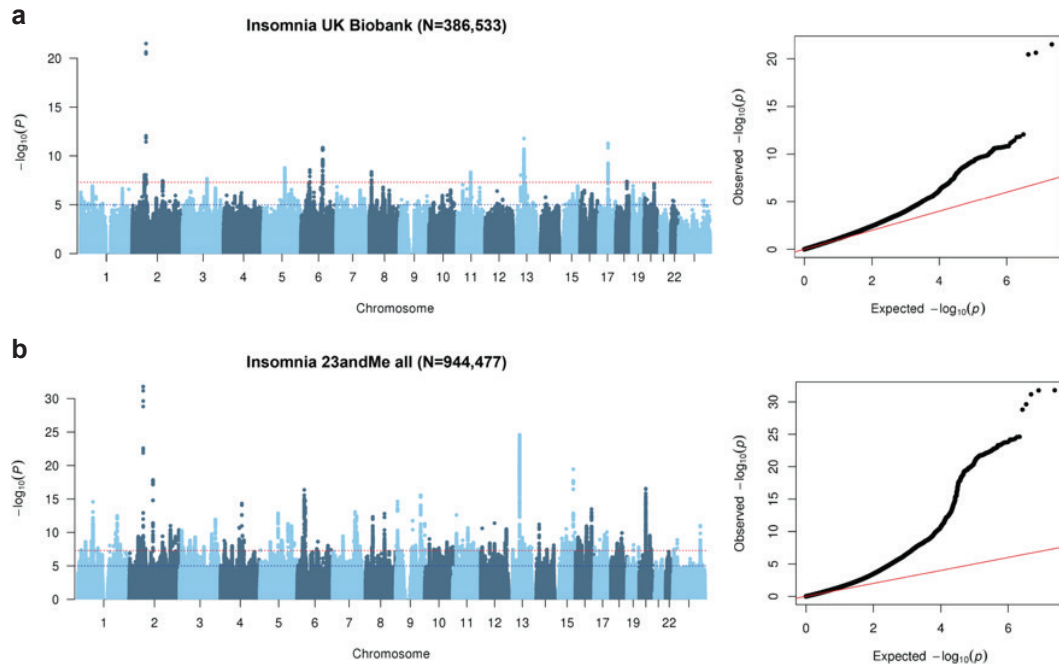 a
Insomnia UK Biobank (N=386,533)
20
15
10
5
0
−log10(P)
1 2 3 4 5 6 7 8 9 11 13 15 17 19 22
Chromosome
20
15
10
5
0
Observed −log10(p)
0 2 4 6
Expected −log10(p)
b
Insomnia 23andMe all (N=944,477)
30
25
20
15
10
5
0
−log10(P)
1 2 3 4 5 6 7 8 9 11 13 15 17 19 22
Chromosome
30
25
20
15
10
5
0
Observed −log10(p)
0 2 4 6
Expected −log10(p)